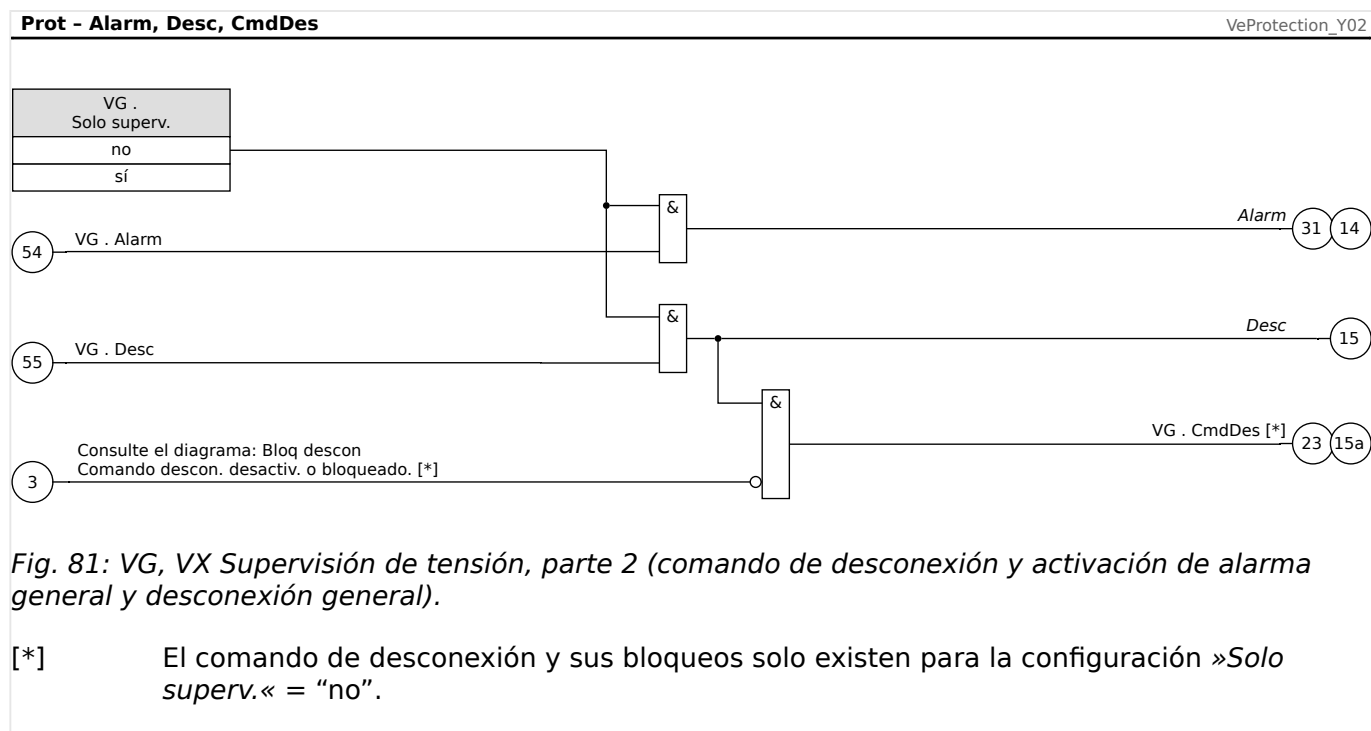 Prot – Alarm, Desc, CmdDes
VeProtection_Y02
VG .
Solo superv.
no
sí
&
Alarm
31 14
54
VG . Alarm
&
Desc
15
55
VG . Desc
&
VG . CmdDes [*]
23 15a
Consulte el diagrama: Bloq descon
Comando descon. desactiv. o bloqueado. [*]
3
Fig. 81: VG, VX Supervisión de tensión, parte 2 (comando de desconexión y activación de alarma
general y desconexión general).
[*] El comando de desconexión y sus bloqueos solo existen para la configuración »Solo
superv.« = “no”.